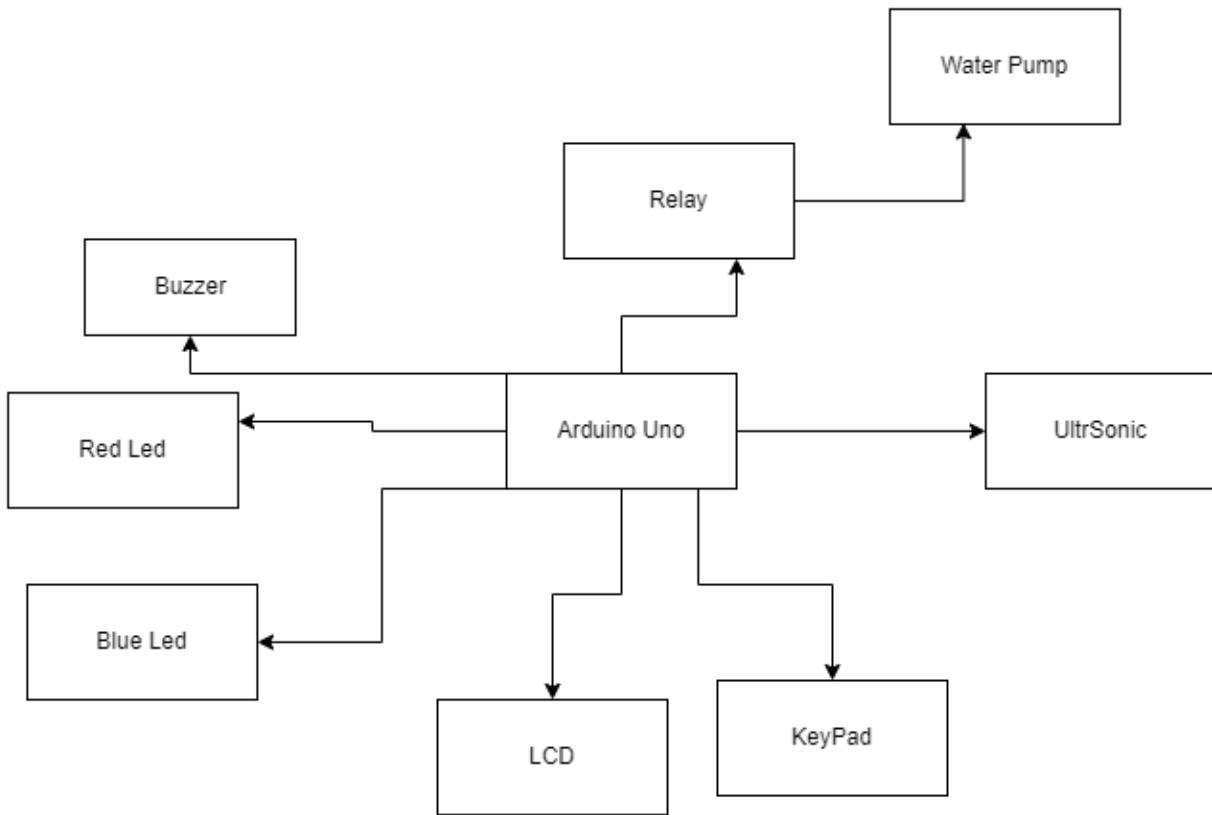 Water Pump
Relay
Buzzer
Arduino Uno
UltrSonic
Red Led
Blue Led
KeyPad
LCD